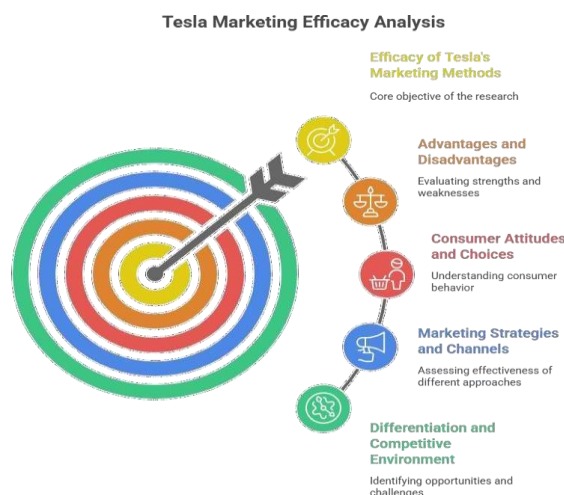 Tesla Marketing Efficacy Analysis
Efficacy of Tesla's
Marketing Methods
Core objective of the research
Advantages and
Disadvantages
Evaluating strengths and
weaknesses
Consumer Attitudes
and Choices
Understanding consumer
behavior
Marketing Strategies
and Channels
Assessing effectiveness of
different approaches
Differentiation and
Competitive
Environment
Identifying opportunities and
challenges